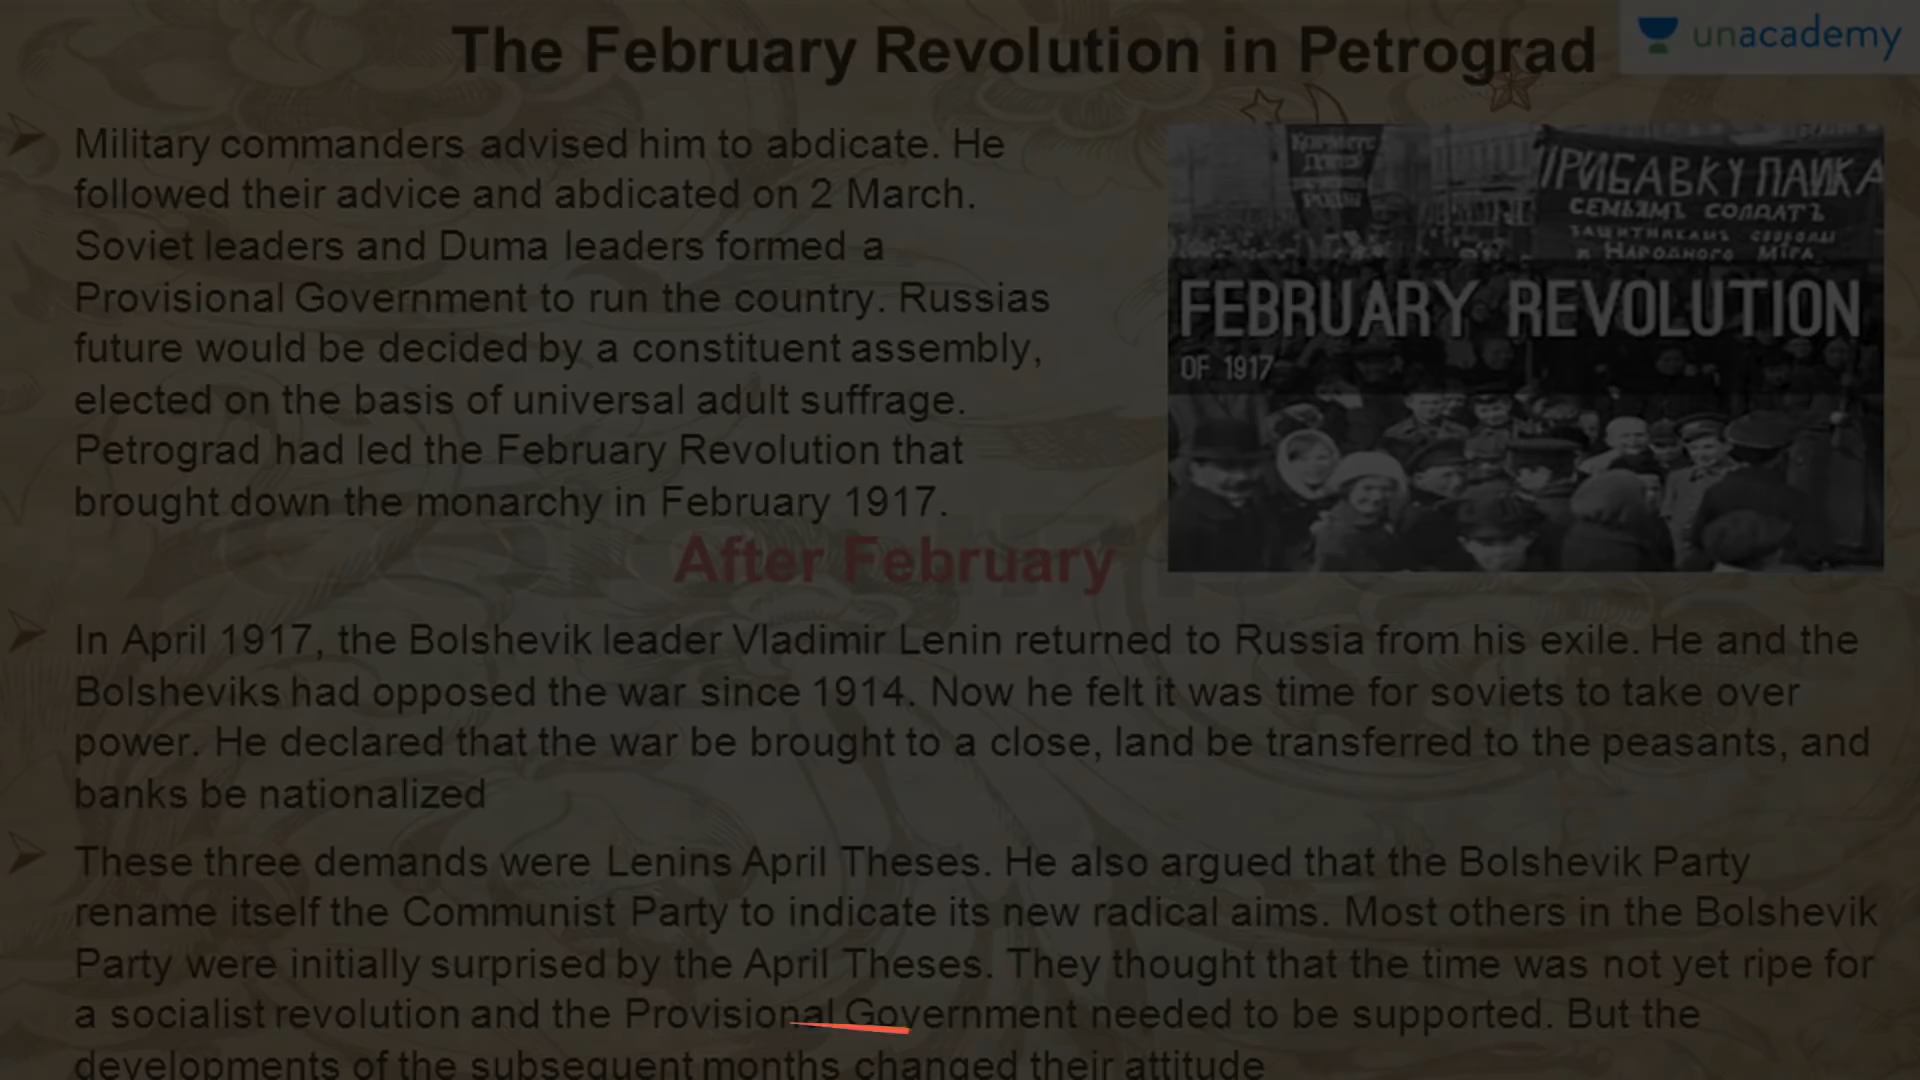 The February Revolution in Petrograd
unacademy
Military commanders advised him to abdicate. He
followed their advice and abdicated on 2 March.
Soviet leaders and Duma leaders formed a
Provisional Government to run the country. Russias
future would be decided by a constituent assembly,
elected on the basis of universal adult suffrage.
Petrograd had led the February Revolution that
brought down the monarchy in February 1917.
ПРИБАВКУ ПАЙКА
СЕМЬЯМЪ СОЛДАТЪ
ЗАЩИТНИКАМЪ СВОБОДЫ
и НАРОДНОГО МІРА
FEBRUARY REVOLUTION
OF 1917
After February
In April 1917, the Bolshevik leader Vladimir Lenin returned to Russia from his exile. He and the
Bolsheviks had opposed the war since 1914. Now he felt it was time for soviets to take over
power. He declared that the war be brought to a close, land be transferred to the peasants, and
banks be nationalized
These three demands were Lenins April Theses. He also argued that the Bolshevik Party
rename itself the Communist Party to indicate its new radical aims. Most others in the Bolshevik
Party were initially surprised by the April Theses. They thought that the time was not yet ripe for
a socialist revolution and the Provisional Government needed to be supported. But the
developments of the subsequent months changed their attitude